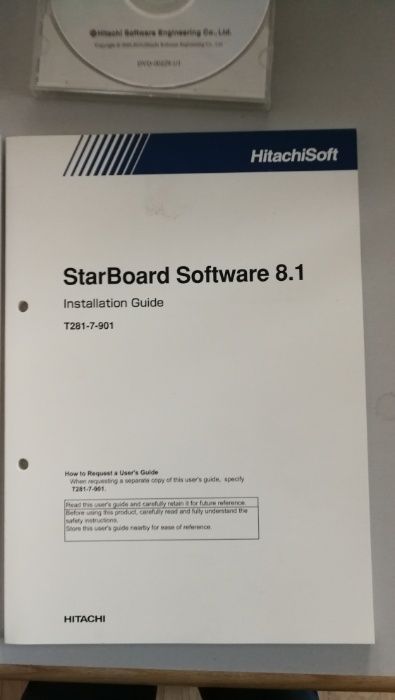 Hitachi Software Engineering Co., Ltd.
HitachiSoft
StarBoard Software 8.1
Installation Guide
T281-7-901
How to Request a User's Guide
When requesting a separate copy of this user's guide, specify
T281-7-901.
Read this user's guide and carefully retain it for future reference.
Before using this product, carefully read and fully understand the
safety instructions.
Store this user's guide nearby for ease of reference.
HITACHI